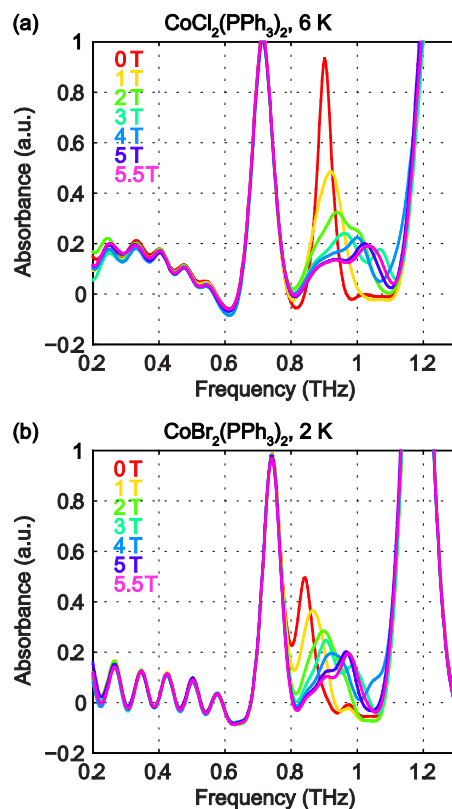 (a)
CoCl₂(PPh₃)₂, 6 K
0 T
1 T
2 T
3 T
4 T
5 T
5.5T
Absorbance (a.u.)
1
0.8
0.6
0.4
0.2
0
−0.2
0.2 0.4 0.6 0.8 1 1.2
Frequency (THz)
(b)
CoBr₂(PPh₃)₂, 2 K
0 T
1 T
2 T
3 T
4 T
5 T
5.5T
Absorbance (a.u.)
1
0.8
0.6
0.4
0.2
0
−0.2
0.2 0.4 0.6 0.8 1 1.2
Frequency (THz)